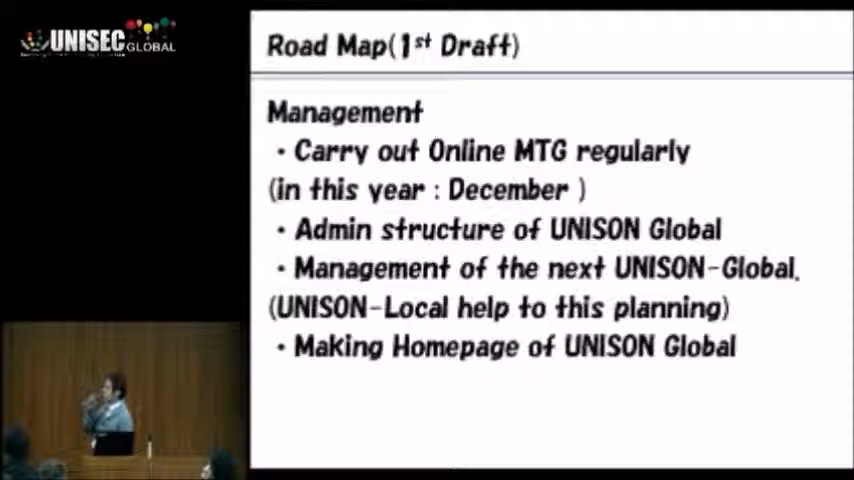 UNISEC GLOBAL
Road Map(1st Draft)
Management
・Carry out Online MTG regularly
(in this year : December )
・Admin structure of UNISON Global
・Management of the next UNISON-Global.
(UNISON-Local help to this planning)
・Making Homepage of UNISON Global